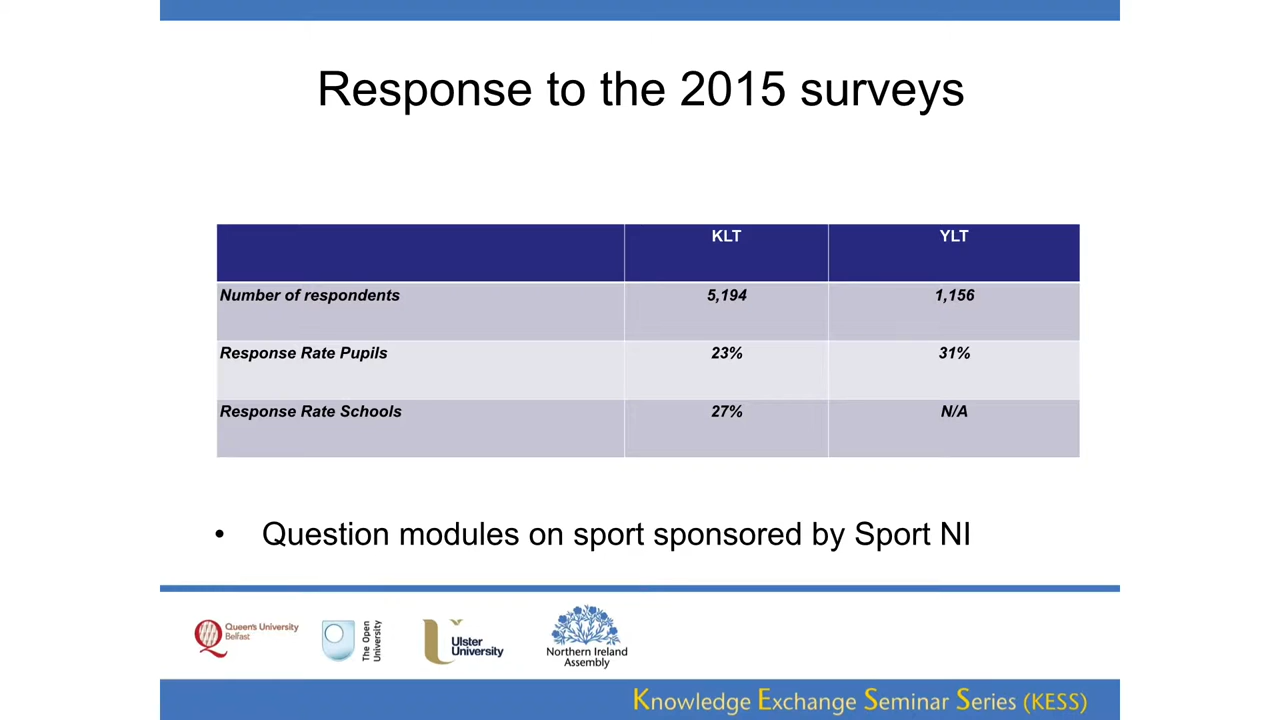 Response to the 2015 surveys
KLT YLT
Number of respondents 5,194 1,156
Response Rate Pupils 23% 31%
Response Rate Schools 27% N/A
• Question modules on sport sponsored by Sport NI
Queen's University
Belfast
The Open
University
Ulster
University
Northern Ireland
Assembly
Knowledge Exchange Seminar Series (KESS)